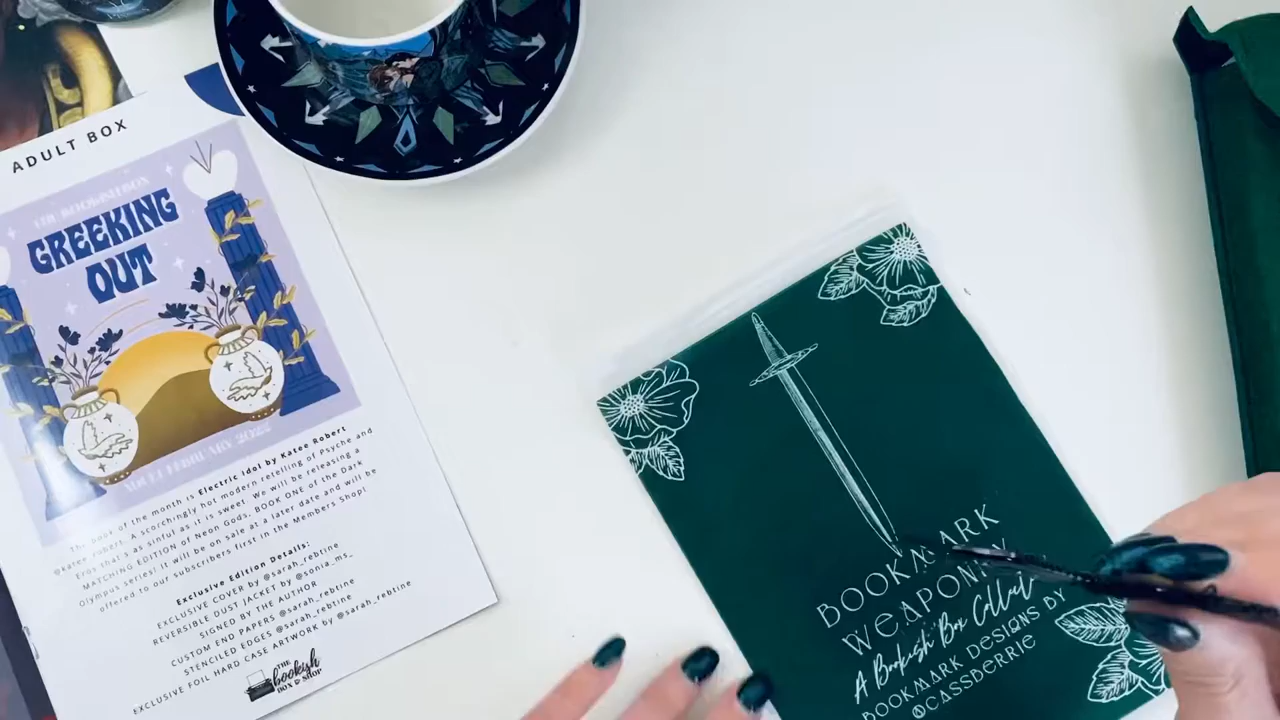 ADULT BOX
THE BOOKISH BOX
GREEKING
OUT
ADULT FEBRUARY 2022
The book of the month is Electric Idol by Katee Robert
@katee_robert. A scorchingly hot modern retelling of Psyche and
Eros that's as sinful as it is sweet. We will be releasing a
MATCHING EDITION of Neon Gods, BOOK ONE of the Dark
Olympus series! It will be on sale at a later date and will be
offered to our subscribers first in the Members Shop!
Exclusive Edition Details:
EXCLUSIVE COVER by @sarah_rebtine
REVERSIBLE DUST JACKET by @sonia_ms_
SIGNED BY THE AUTHOR
CUSTOM END PAPERS @sarah_rebtine
STENCILED EDGES @sarah_rebtine
EXCLUSIVE FOIL HARD CASE ARTWORK by @sarah_rebtine
THE
bookish
BOX & SHOP
BOOKMARK
WEAPONRY
A Bookish Box Collect
BOOKMARK DESIGNS BY
@CASSDERRIE